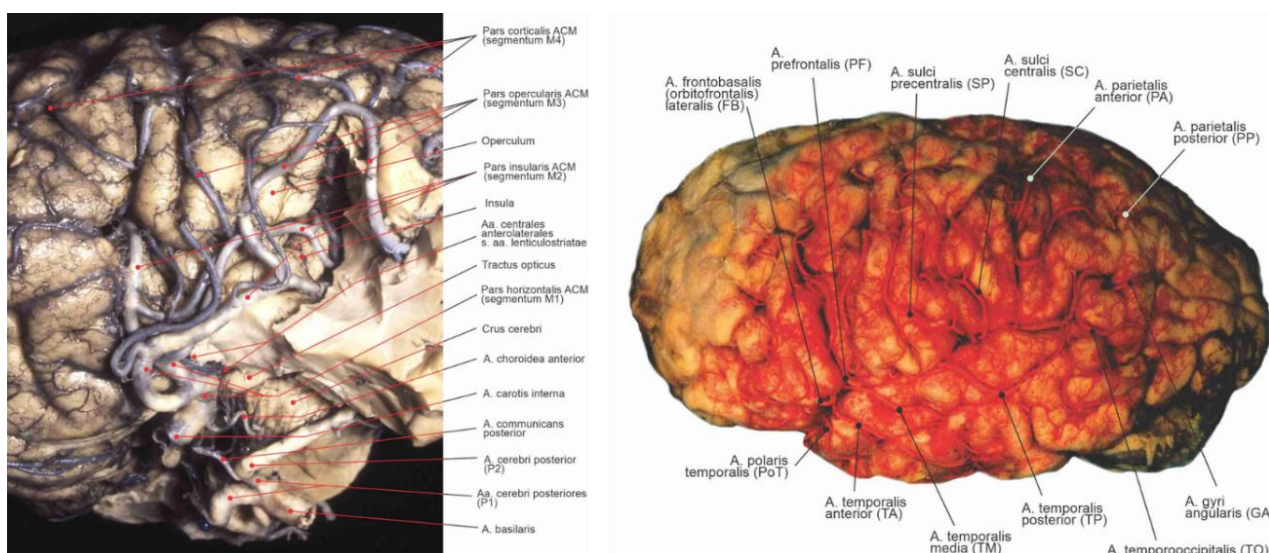 Pars corticalis ACM
(segmentum M4)
Pars opercularis ACM
(segmentum M3)
Operculum
Pars insularis ACM
(segmentum M2)
Insula
Aa. centrales
anterolaterales
s. aa. lenticulostriatae
Tractus opticus
Pars horizontalis ACM
(segmentum M1)
Crus cerebri
A. choroidea anterior
A. carotis interna
A. communicans
posterior
A. cerebri posterior
(P2)
Aa. cerebri posteriores
(P1)
A. basilaris
A.
prefrontalis (PF)
A. sulci
centralis (SC)
A.
frontobasalis
(orbitofrontalis)
lateralis (FB)
A. sulci
precentralis (SP)
A. parietalis
anterior (PA)
A. parietalis
posterior (PP)
A. polaris
temporalis (PoT)
A. temporalis
anterior (TA)
A. temporalis
media (TM)
A. temporalis
posterior (TP)
A. gyri
angularis (GA
A.
temporooccipitalis (TO)